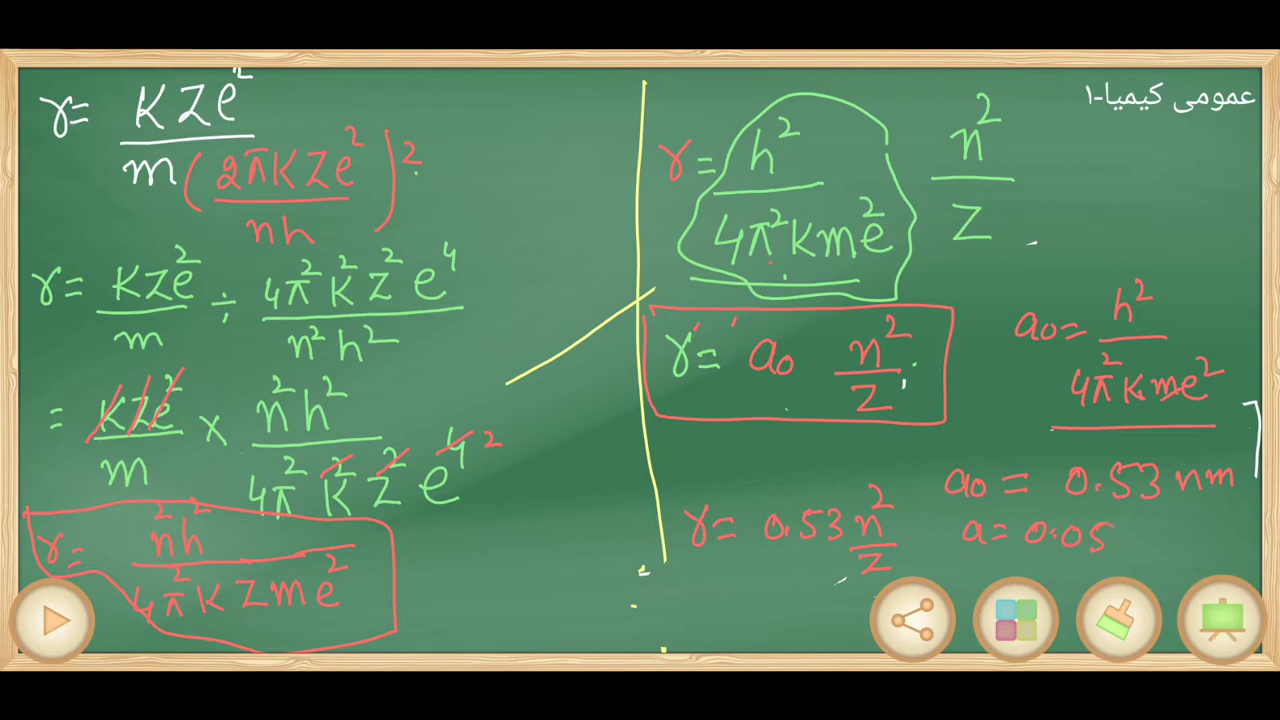 عمومی کیمیا-۱
r = KZe²/m(2πKZe²/nh)²
r = KZe²/m ÷ 4π²K²Z²e⁴/n²h²
= KZe²/m × n²h²/4π²K²Z²e⁴ 2
r = n²h²/4π²KZme²
r = h²/4π²Kme² n²/Z
r = a₀ n²/Z
a₀ = h²/4π²Kme²
a₀ = 0.53 nm
r = 0.53 n²/Z
a = 0.05